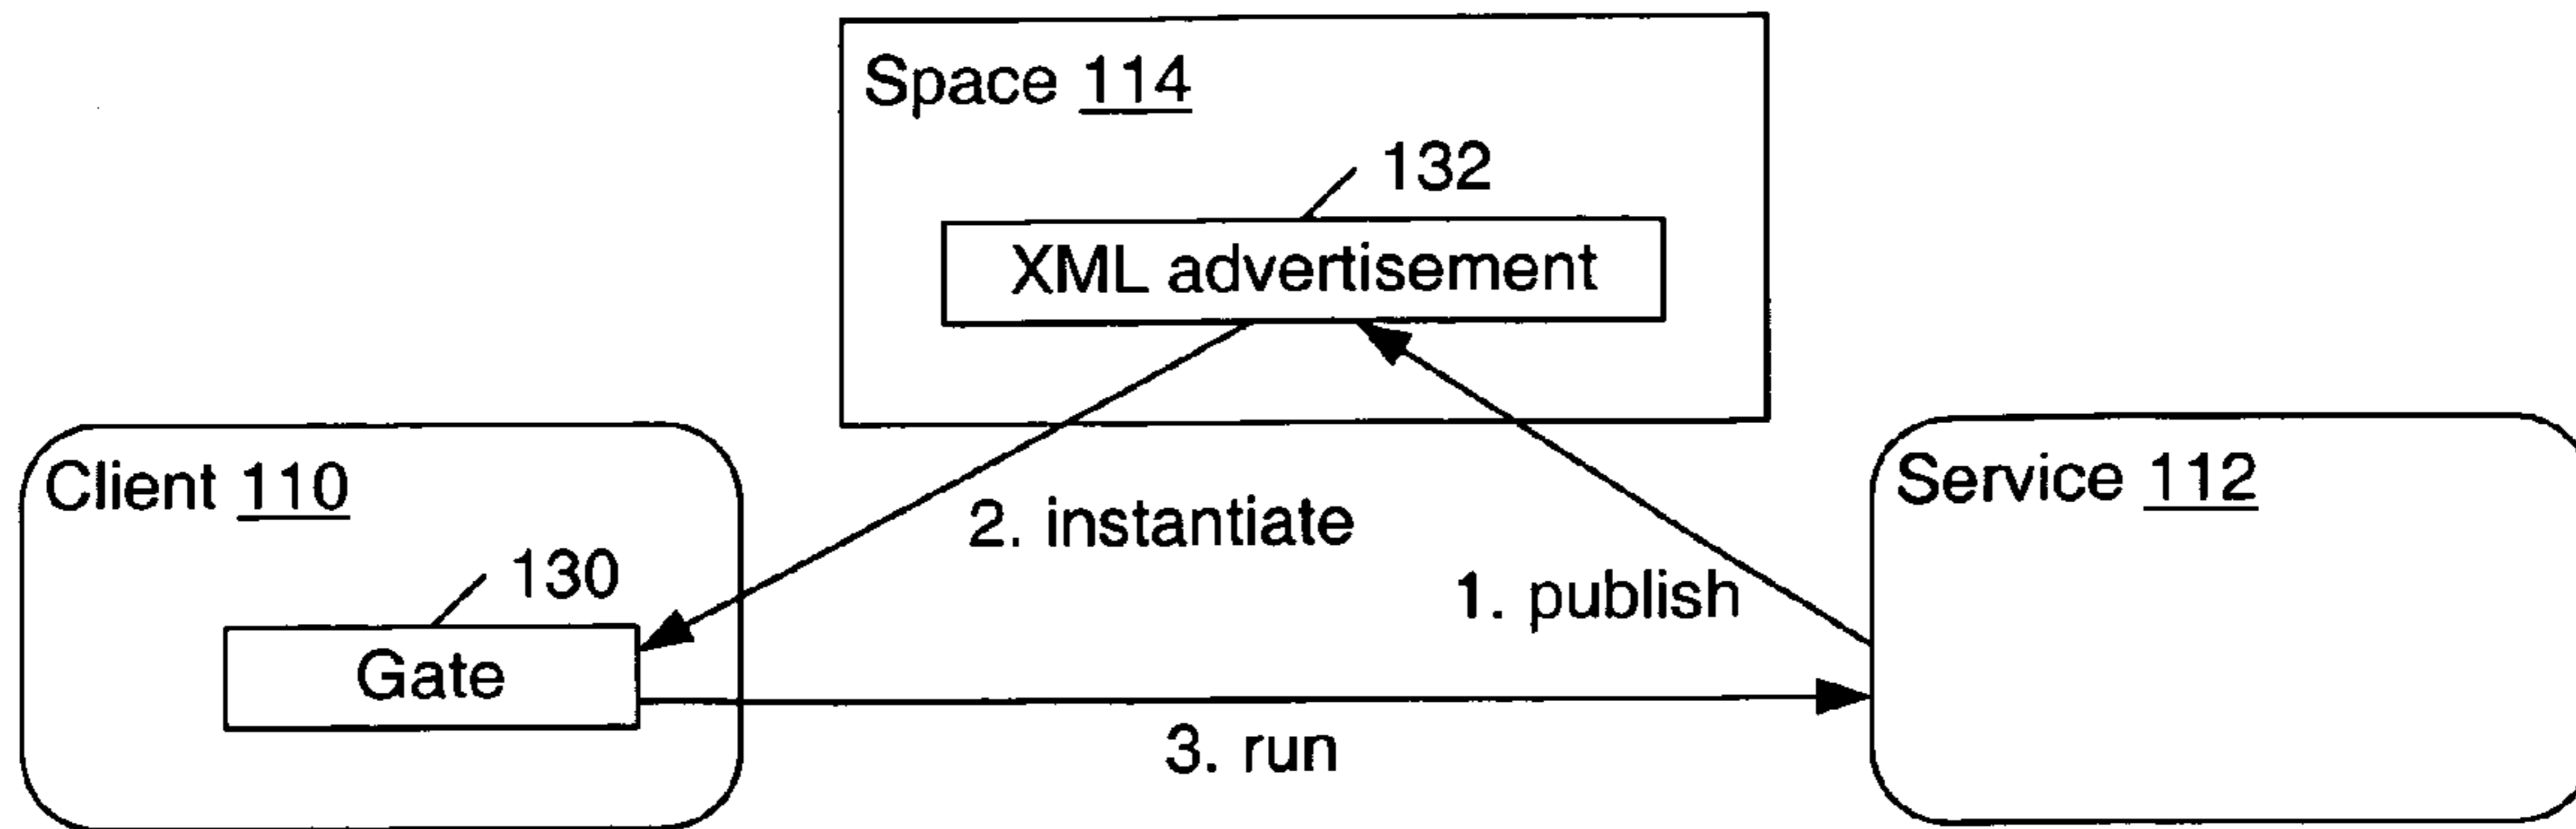 Space 114
132
XML advertisement
Client 110
2. instantiate
Service 112
130
1. publish
Gate
3. run